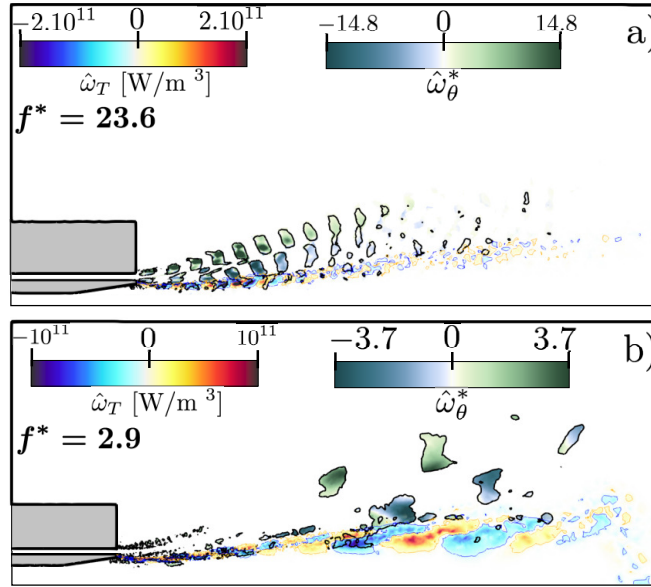 −2.10¹¹ 0 2.10¹¹
ω̂_T [W/m ³]
−14.8 0 14.8
ω̂*_θ
a)
f* = 23.6
−10¹¹ 0 10¹¹
ω̂_T [W/m ³]
−3.7 0 3.7
ω̂*_θ
b)
f* = 2.9